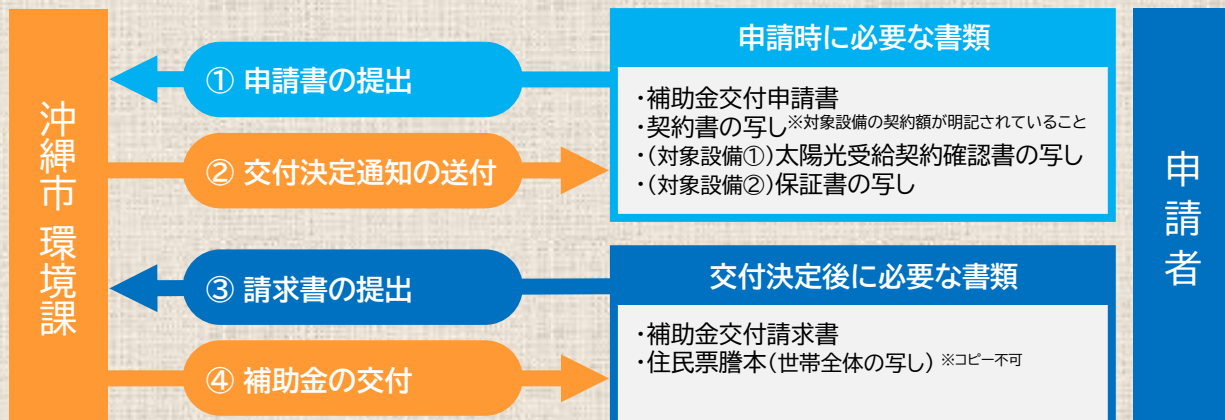 沖縄市 環境課
① 申請書の提出
② 交付決定通知の送付
③ 請求書の提出
④ 補助金の交付
申請時に必要な書類
・補助金交付申請書
・契約書の写し※対象設備の契約額が明記されていること
・(対象設備①)太陽光受給契約確認書の写し
・(対象設備②)保証書の写し
交付決定後に必要な書類
・補助金交付請求書
・住民票謄本(世帯全体の写し) ※コピー不可
申請者